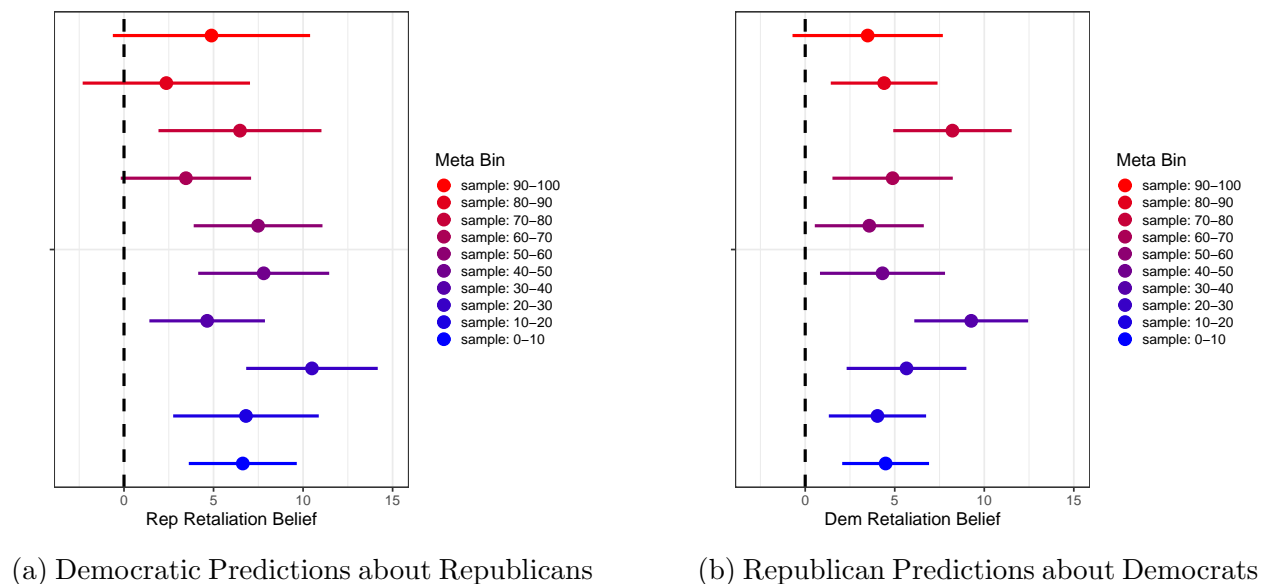 Meta Bin
sample: 90−100
sample: 80−90
sample: 70−80
sample: 60−70
sample: 50−60
sample: 40−50
sample: 30−40
sample: 20−30
sample: 10−20
sample: 0−10
0 5 10 15
Rep Retaliation Belief
(a) Democratic Predictions about Republicans
Meta Bin
sample: 90−100
sample: 80−90
sample: 70−80
sample: 60−70
sample: 50−60
sample: 40−50
sample: 30−40
sample: 20−30
sample: 10−20
sample: 0−10
0 5 10 15
Dem Retaliation Belief
(b) Republican Predictions about Democrats